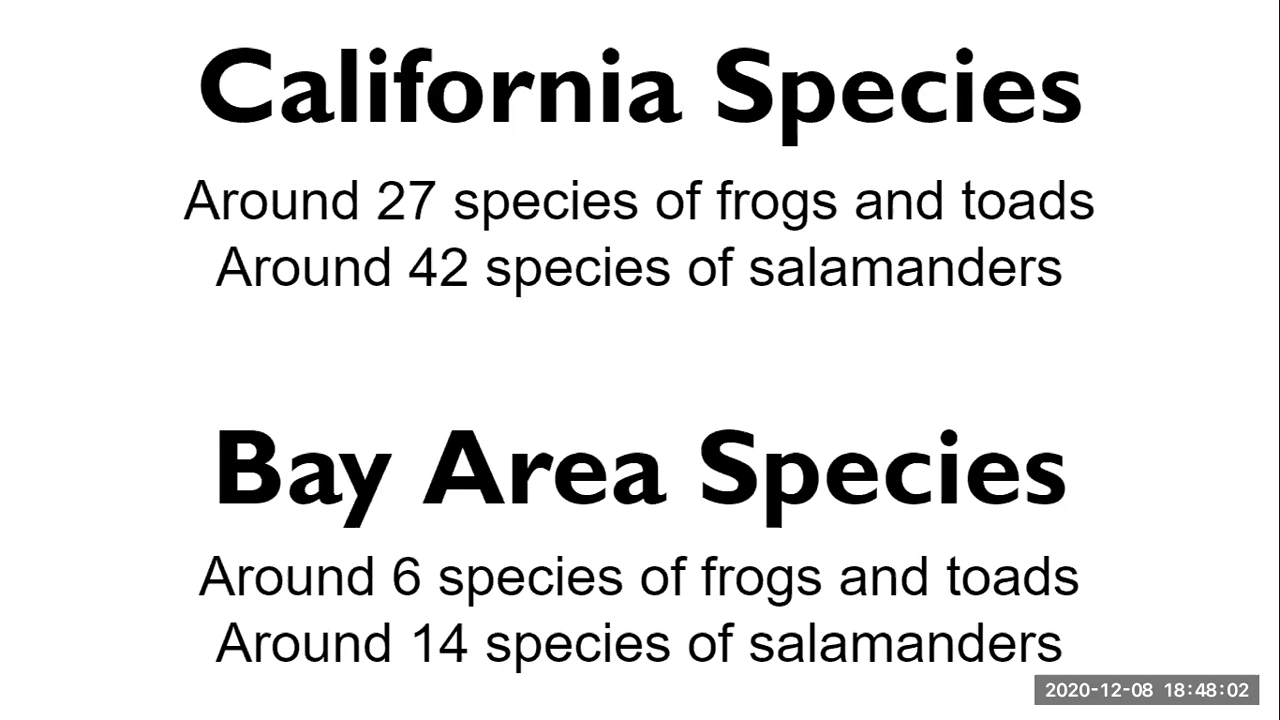 California Species
Around 27 species of frogs and toads
Around 42 species of salamanders
Bay Area Species
Around 6 species of frogs and toads
Around 14 species of salamanders
2020-12-08 18:48:02